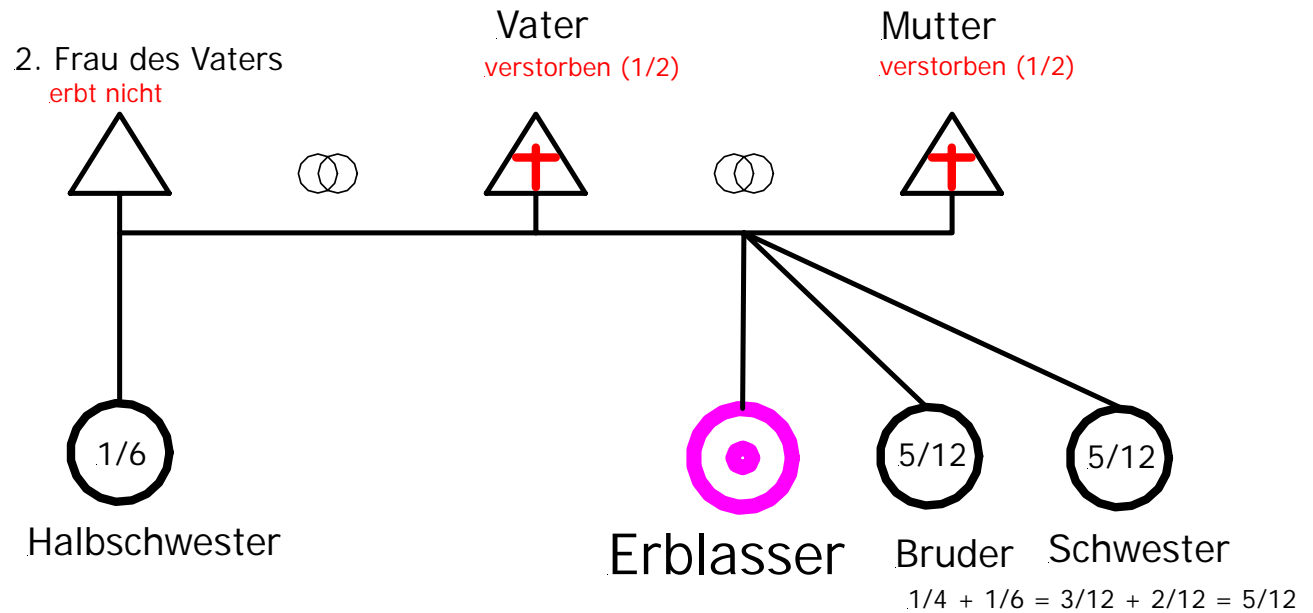 2. Frau des Vaters
erbt nicht
Vater
verstorben (1/2)
Mutter
verstorben (1/2)
1/6
Halbschwester
Erblasser
5/12
Bruder
5/12
Schwester
1/4 + 1/6 = 3/12 + 2/12 = 5/12